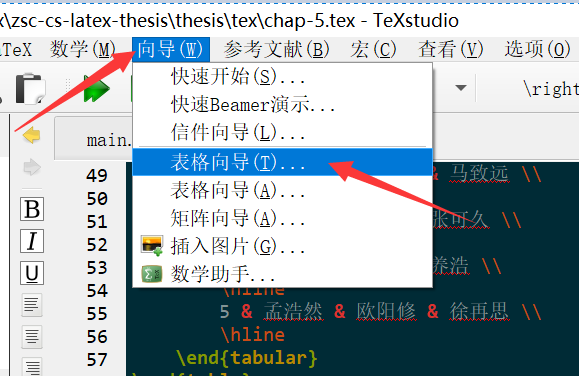 x\zsc-cs-latex-thesis\thesis\tex\chap-5.tex - TeXstudio
aTeX 数学(M) 向导(W) 参考文献(B) 宏(C) 查看(V) 选项(O)
\right
快速开始(S)...
快速Beamer演示...
信件向导(L)...
表格向导(T)...
表格向导(A)...
矩阵向导(A)...
插入图片(G)...
数学助手...
main.
B
I
U
49 & 马致远 \\
50
51 张可久 \\
52
53 养浩 \\
54 \hline
55 5 & 孟浩然 & 欧阳修 & 徐再思 \\
56 \hline
57 \end{tabular}